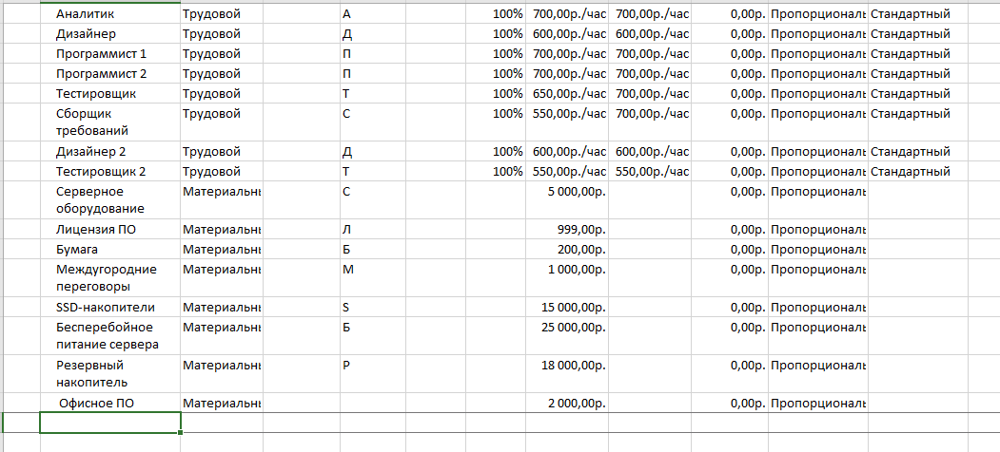 Аналитик Трудовой А 100% 700,00р./час 700,00р./час 0,00р. Пропорциональ Стандартный
Дизайнер Трудовой Д 100% 600,00р./час 600,00р./час 0,00р. Пропорциональ Стандартный
Программист 1 Трудовой П 100% 700,00р./час 700,00р./час 0,00р. Пропорциональ Стандартный
Программист 2 Трудовой П 100% 700,00р./час 700,00р./час 0,00р. Пропорциональ Стандартный
Тестировщик Трудовой Т 100% 650,00р./час 700,00р./час 0,00р. Пропорциональ Стандартный
Сборщик Трудовой С 100% 550,00р./час 700,00р./час 0,00р. Пропорциональ Стандартный
требований
Дизайнер 2 Трудовой Д 100% 600,00р./час 600,00р./час 0,00р. Пропорциональ Стандартный
Тестировщик 2 Трудовой Т 100% 550,00р./час 550,00р./час 0,00р. Пропорциональ Стандартный
Серверное Материальны С 5 000,00р. 0,00р. Пропорциональ
оборудование
Лицензия ПО Материальны Л 999,00р. 0,00р. Пропорциональ
Бумага Материальны Б 200,00р. 0,00р. Пропорциональ
Междугородние Материальны М 1 000,00р. 0,00р. Пропорциональ
переговоры
SSD-накопители Материальны S 15 000,00р. 0,00р. Пропорциональ
Бесперебойное Материальны Б 25 000,00р. 0,00р. Пропорциональ
питание сервера
Резервный Материальны Р 18 000,00р. 0,00р. Пропорциональ
накопитель
Офисное ПО Материальны 2 000,00р. 0,00р. Пропорциональ